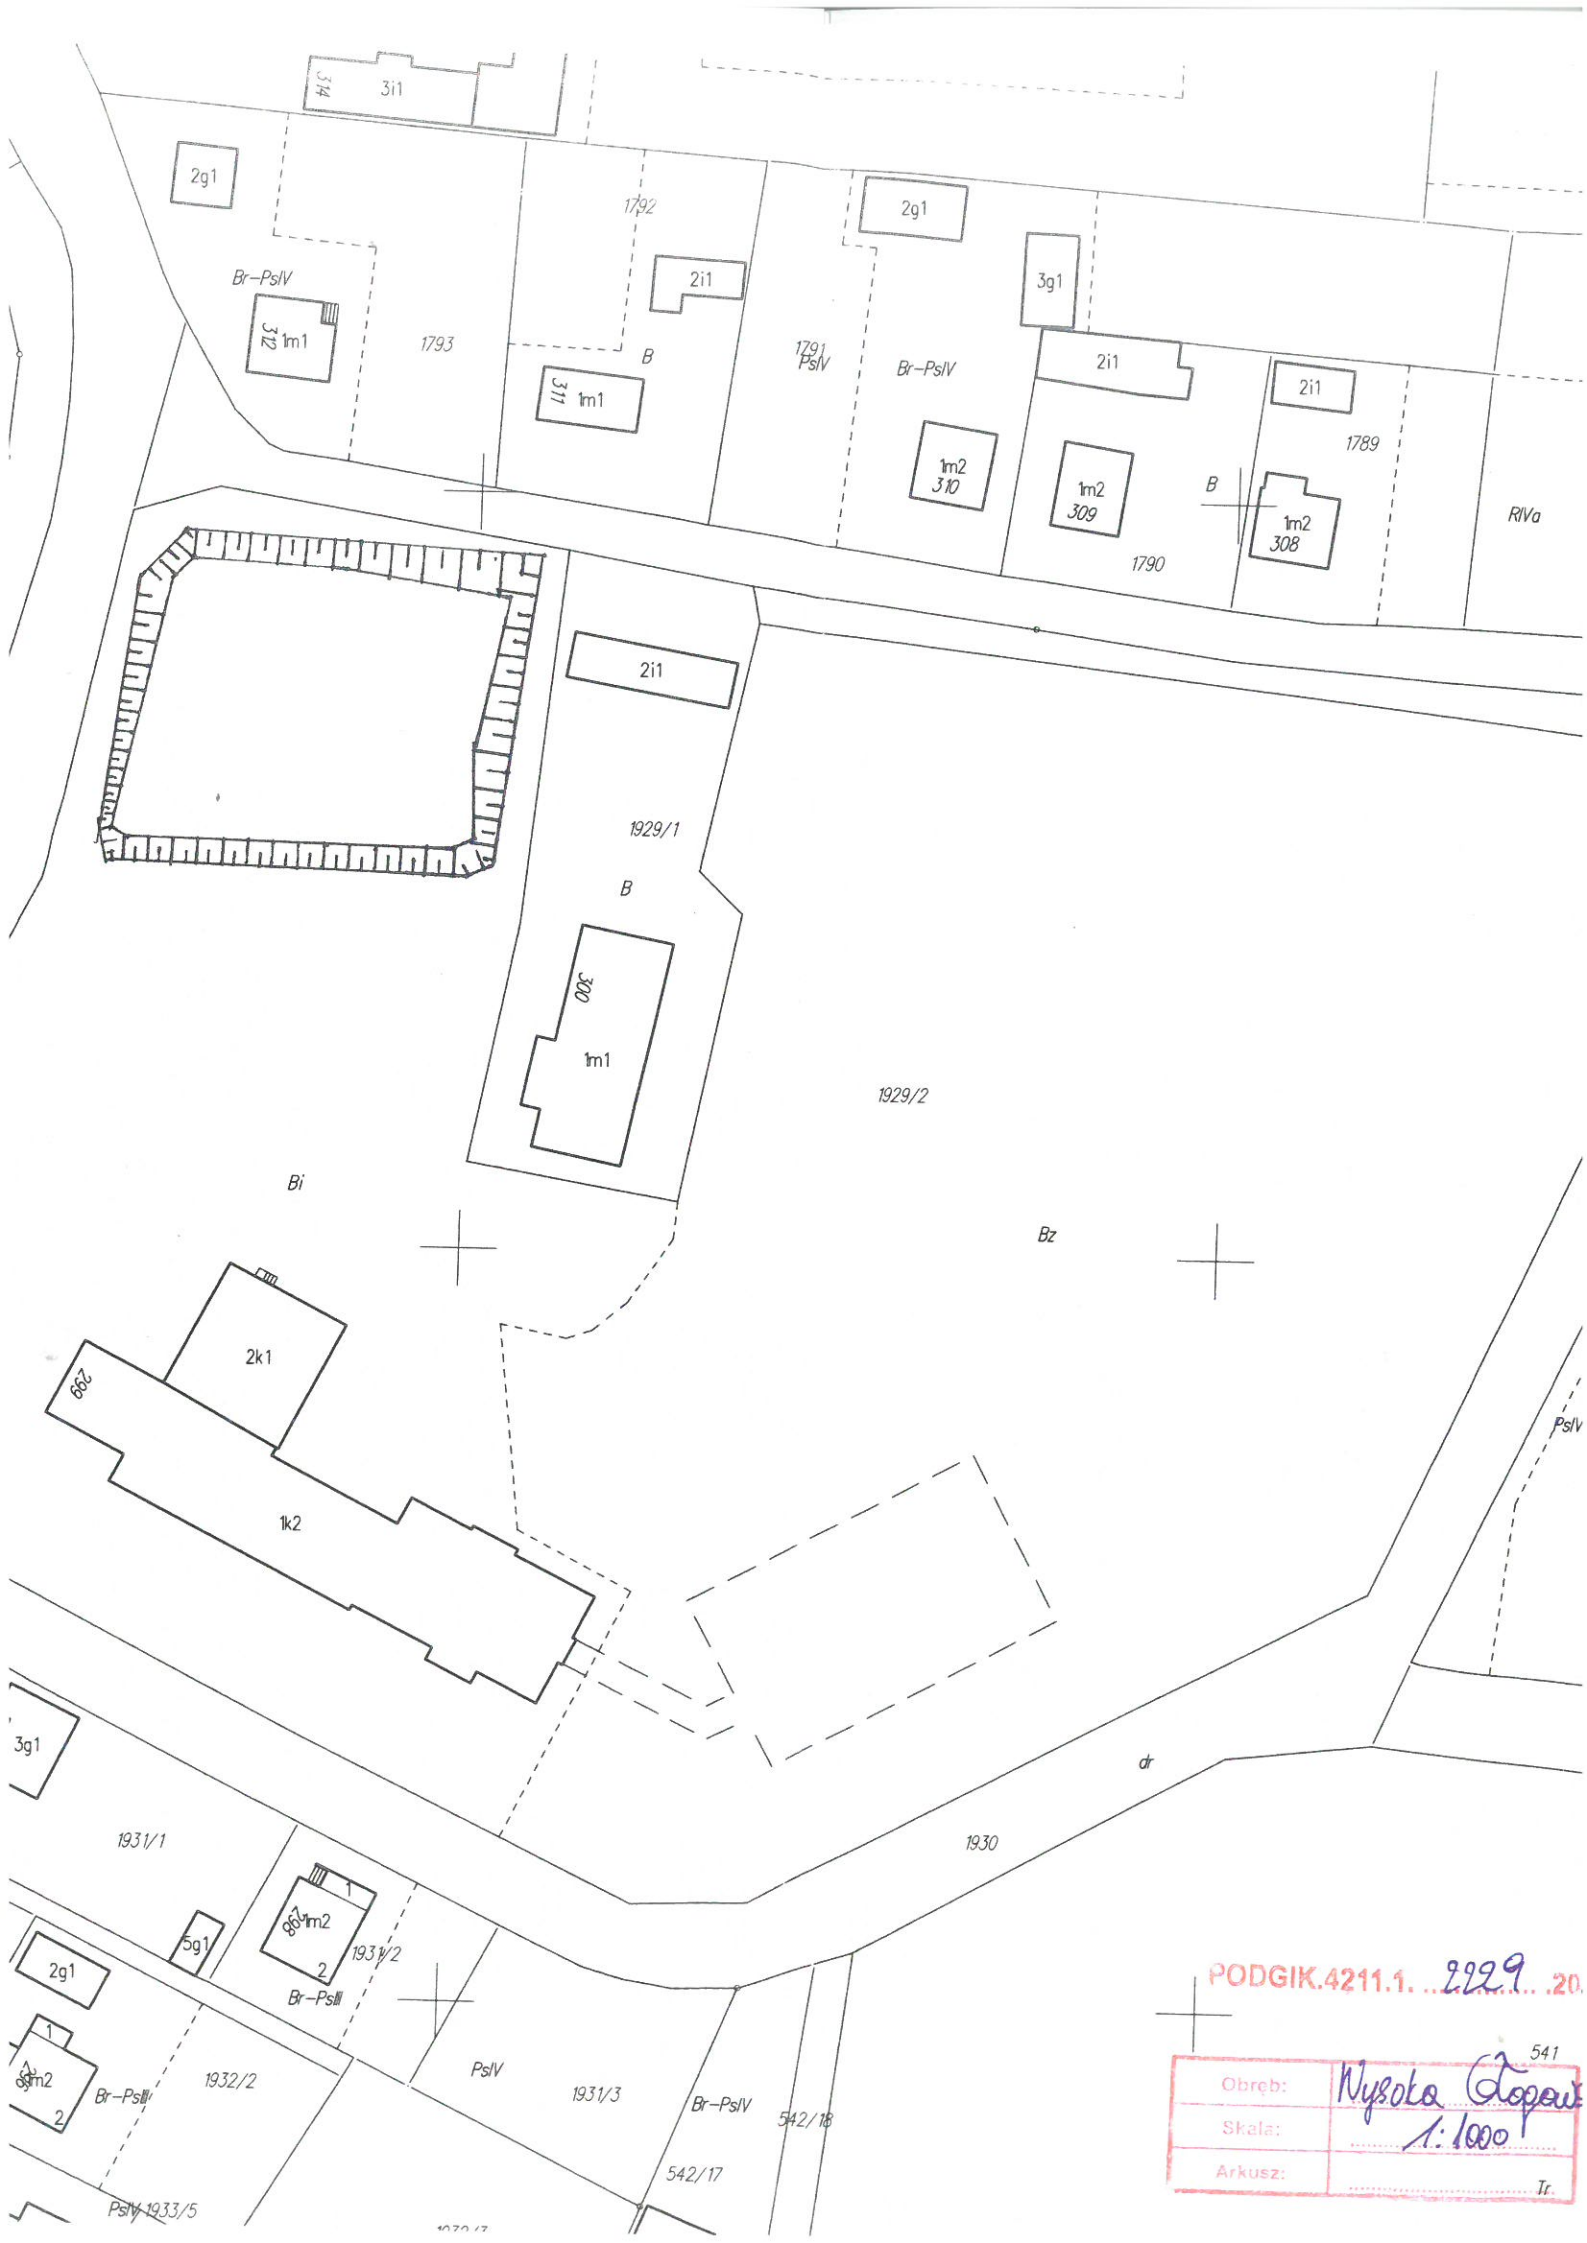 314
3i1
2g1
1792
2g1
Br-PsIV
2i1
3g1
312
1m1
1793
B
1791
PsIV
Br-PsIV
2i1
2i1
311
1m1
1789
1m2
310
1m2
309
B
1m2
308
RIVa
1790
2i1
1929/1
B
300
1m1
1929/2
Bi
Bz
2k1
299
PsIV
1k2
3g1
dr
1931/1
1930
1
298
1m2
2
5g1
1931/2
2g1
Br-PsIII
PODGIK.4211.1. 2229 .20
1
1m2
2
Br-PsIII
1932/2
PsIV
1931/3
Br-PsIV
542/18
541
Obręb: Wysoka
Skala: 1:1000
Arkusz:
Tr.
542/17
PsIV
1933/5